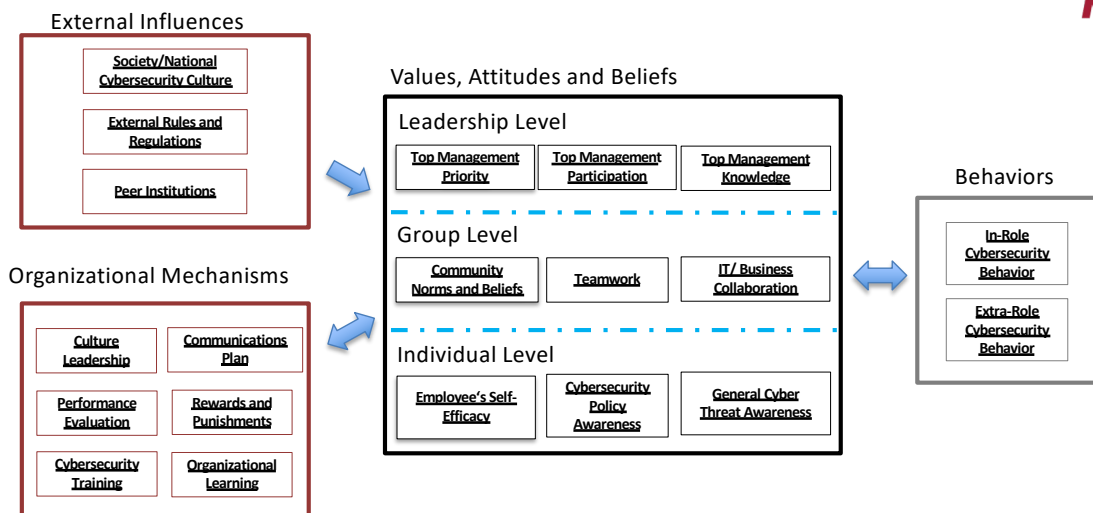 External Influences
Society/National
Cybersecurity Culture
External Rules and
Regulations
Peer Institutions
Organizational Mechanisms
Culture
Leadership
Communications
Plan
Performance
Evaluation
Rewards and
Punishments
Cybersecurity
Training
Organizational
Learning
Values, Attitudes and Beliefs
Leadership Level
Top Management
Priority
Top Management
Participation
Top Management
Knowledge
Group Level
Community
Norms and Beliefs
Teamwork
IT/ Business
Collaboration
Individual Level
Employee's Self-
Efficacy
Cybersecurity
Policy
Awareness
General Cyber
Threat Awareness
Behaviors
In-Role
Cybersecurity
Behavior
Extra-Role
Cybersecurity
Behavior